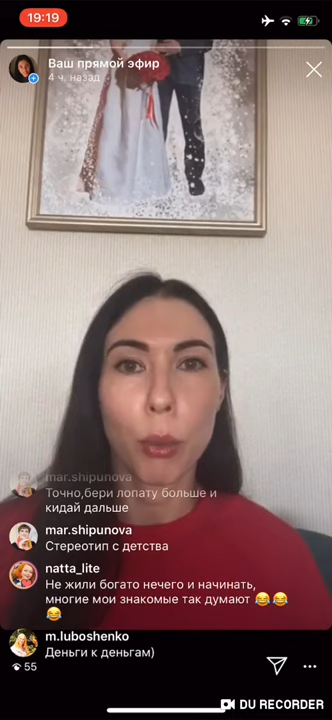 19:19
Ваш прямой эфир
4 ч. назад
mar.shipunova
Точно,бери лопату больше и
кидай дальше
mar.shipunova
Стереотип с детства
natta_lite
Не жили богато нечего и начинать,
многие мои знакомые так думают 😂😂
😂
m.luboshenko
Деньги к деньгам)
55
DU RECORDER